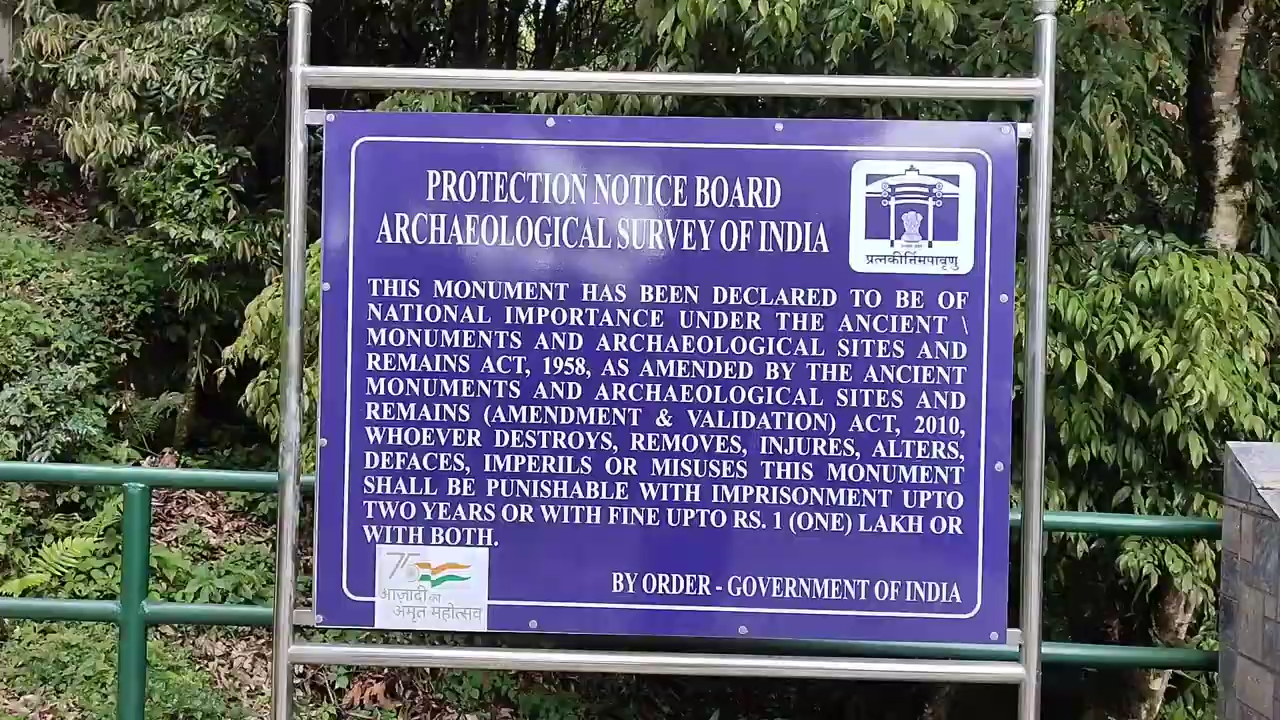 PROTECTION NOTICE BOARD
ARCHAEOLOGICAL SURVEY OF INDIA
प्रत्नकीर्त्तिमपावृणु
THIS MONUMENT HAS BEEN DECLARED TO BE OF
NATIONAL IMPORTANCE UNDER THE ANCIENT \
MONUMENTS AND ARCHAEOLOGICAL SITES AND
REMAINS ACT, 1958, AS AMENDED BY THE ANCIENT
MONUMENTS AND ARCHAEOLOGICAL SITES AND
REMAINS (AMENDMENT & VALIDATION) ACT, 2010,
WHOEVER DESTROYS, REMOVES, INJURES, ALTERS,
DEFACES, IMPERILS OR MISUSES THIS MONUMENT
SHALL BE PUNISHABLE WITH IMPRISONMENT UPTO
TWO YEARS OR WITH FINE UPTO RS. 1 (ONE) LAKH OR
WITH BOTH.
75
आज़ादी का
अमृत महोत्सव
BY ORDER - GOVERNMENT OF INDIA